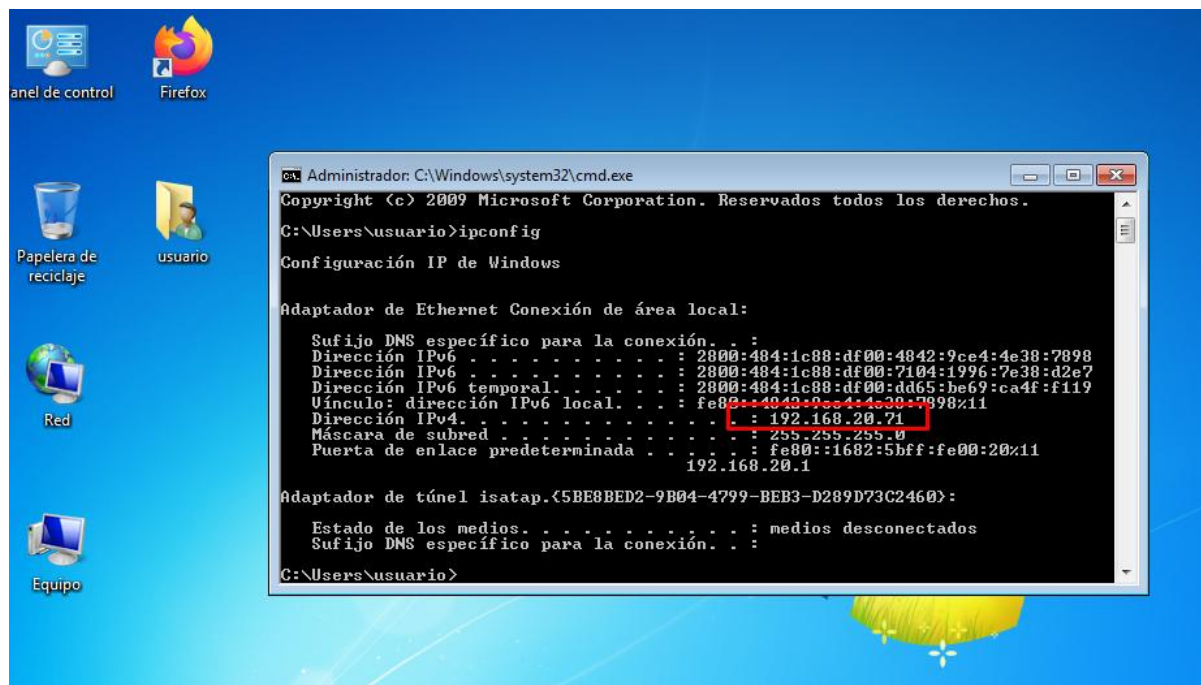 anel de control
Firefox
Papelera de
reciclaje
usuario
Red
Equipo
Administrador: C:\Windows\system32\cmd.exe
Copyright (c) 2009 Microsoft Corporation. Reservados todos los derechos.
C:\Users\usuario>ipconfig
Configuración IP de Windows
Adaptador de Ethernet Conexión de área local:
Sufijo DNS específico para la conexión. . :
Dirección IPv6 . . . . . . . . . . : 2800:484:1c88:df00:4842:9ce4:4e38:7898
Dirección IPv6 . . . . . . . . . . : 2800:484:1c88:df00:7104:1996:7e38:d2e7
Dirección IPv6 temporal. . . . . . : 2800:484:1c88:df00:dd65:be69:ca4f:f119
Vínculo: dirección IPv6 local. . . : fe80::4842:9ce4:4e38:7898%11
Dirección IPv4. . . . . . . . . . . . . . : 192.168.20.71
Máscara de subred . . . . . . . . . . . . : 255.255.255.0
Puerta de enlace predeterminada . . . . . : fe80::1682:5bff:fe00:20%11
192.168.20.1
Adaptador de túnel isatap.{5BE8BED2-9B04-4799-BEB3-D289D73C2460}:
Estado de los medios. . . . . . . . . . . : medios desconectados
Sufijo DNS específico para la conexión. . :
C:\Users\usuario>